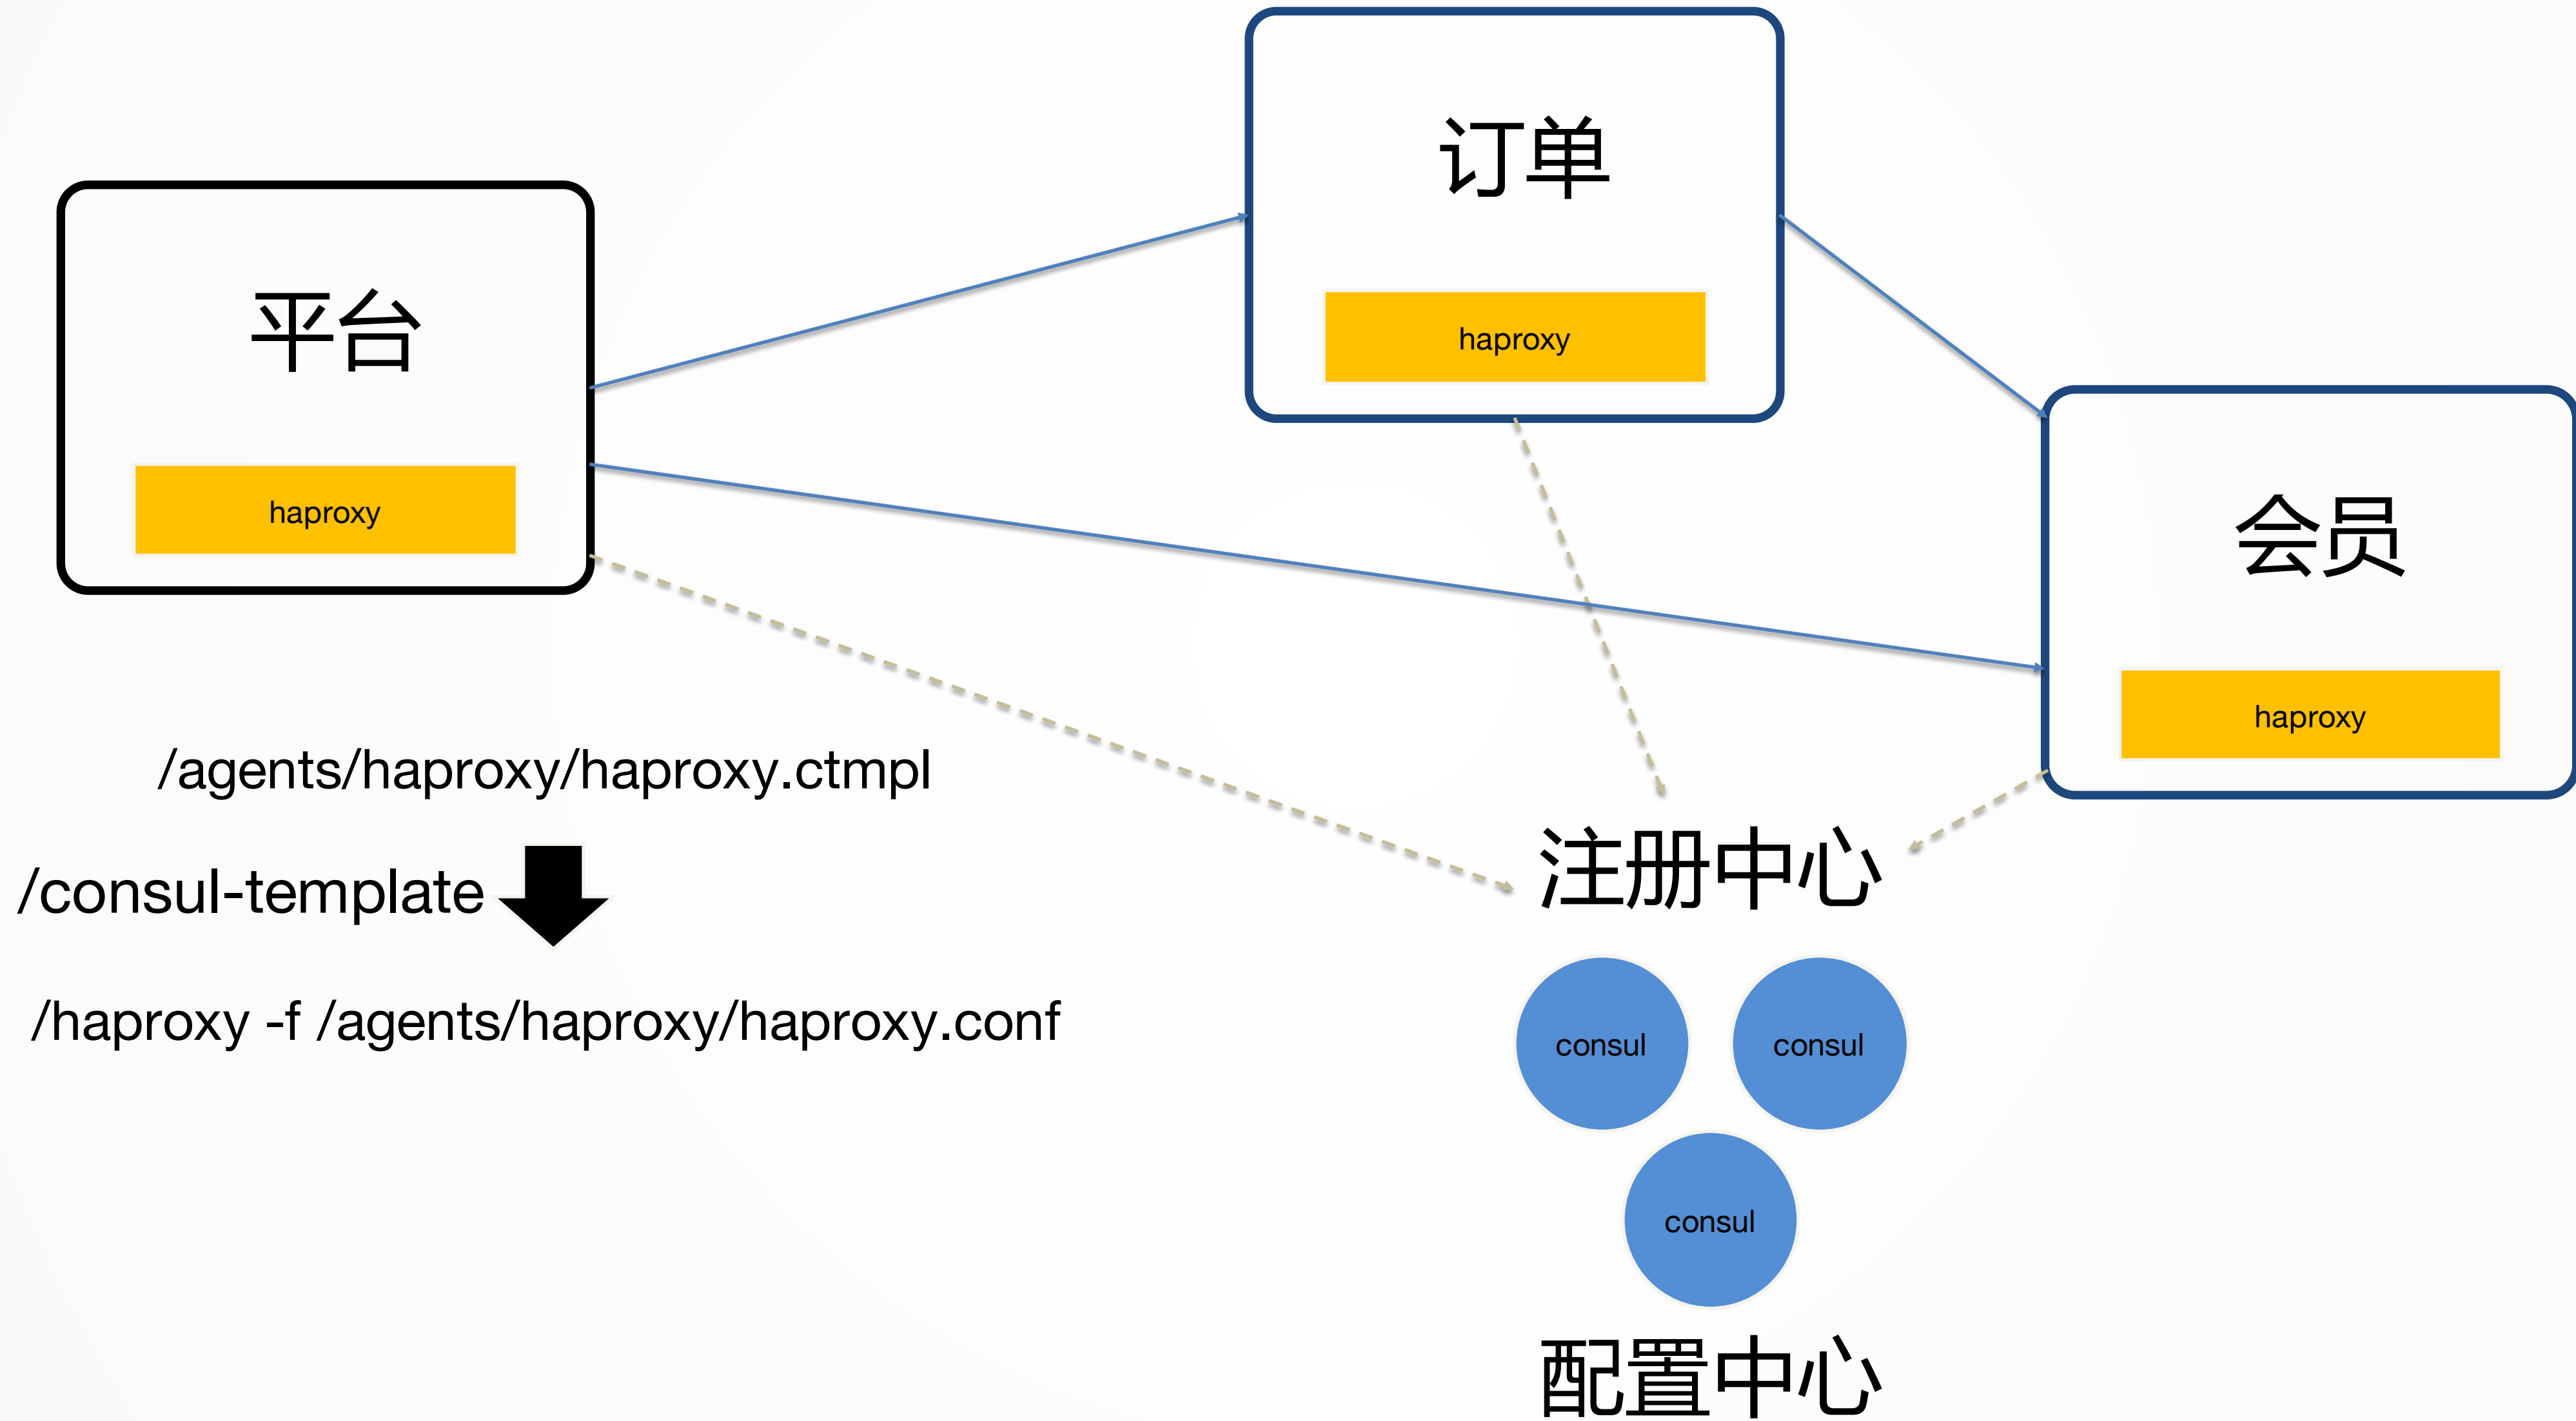 订单
haproxy
平台
haproxy
会员
haproxy
/agents/haproxy/haproxy.ctmpl
/consul-template
/haproxy -f /agents/haproxy/haproxy.conf
注册中心
consul
consul
consul
配置中心